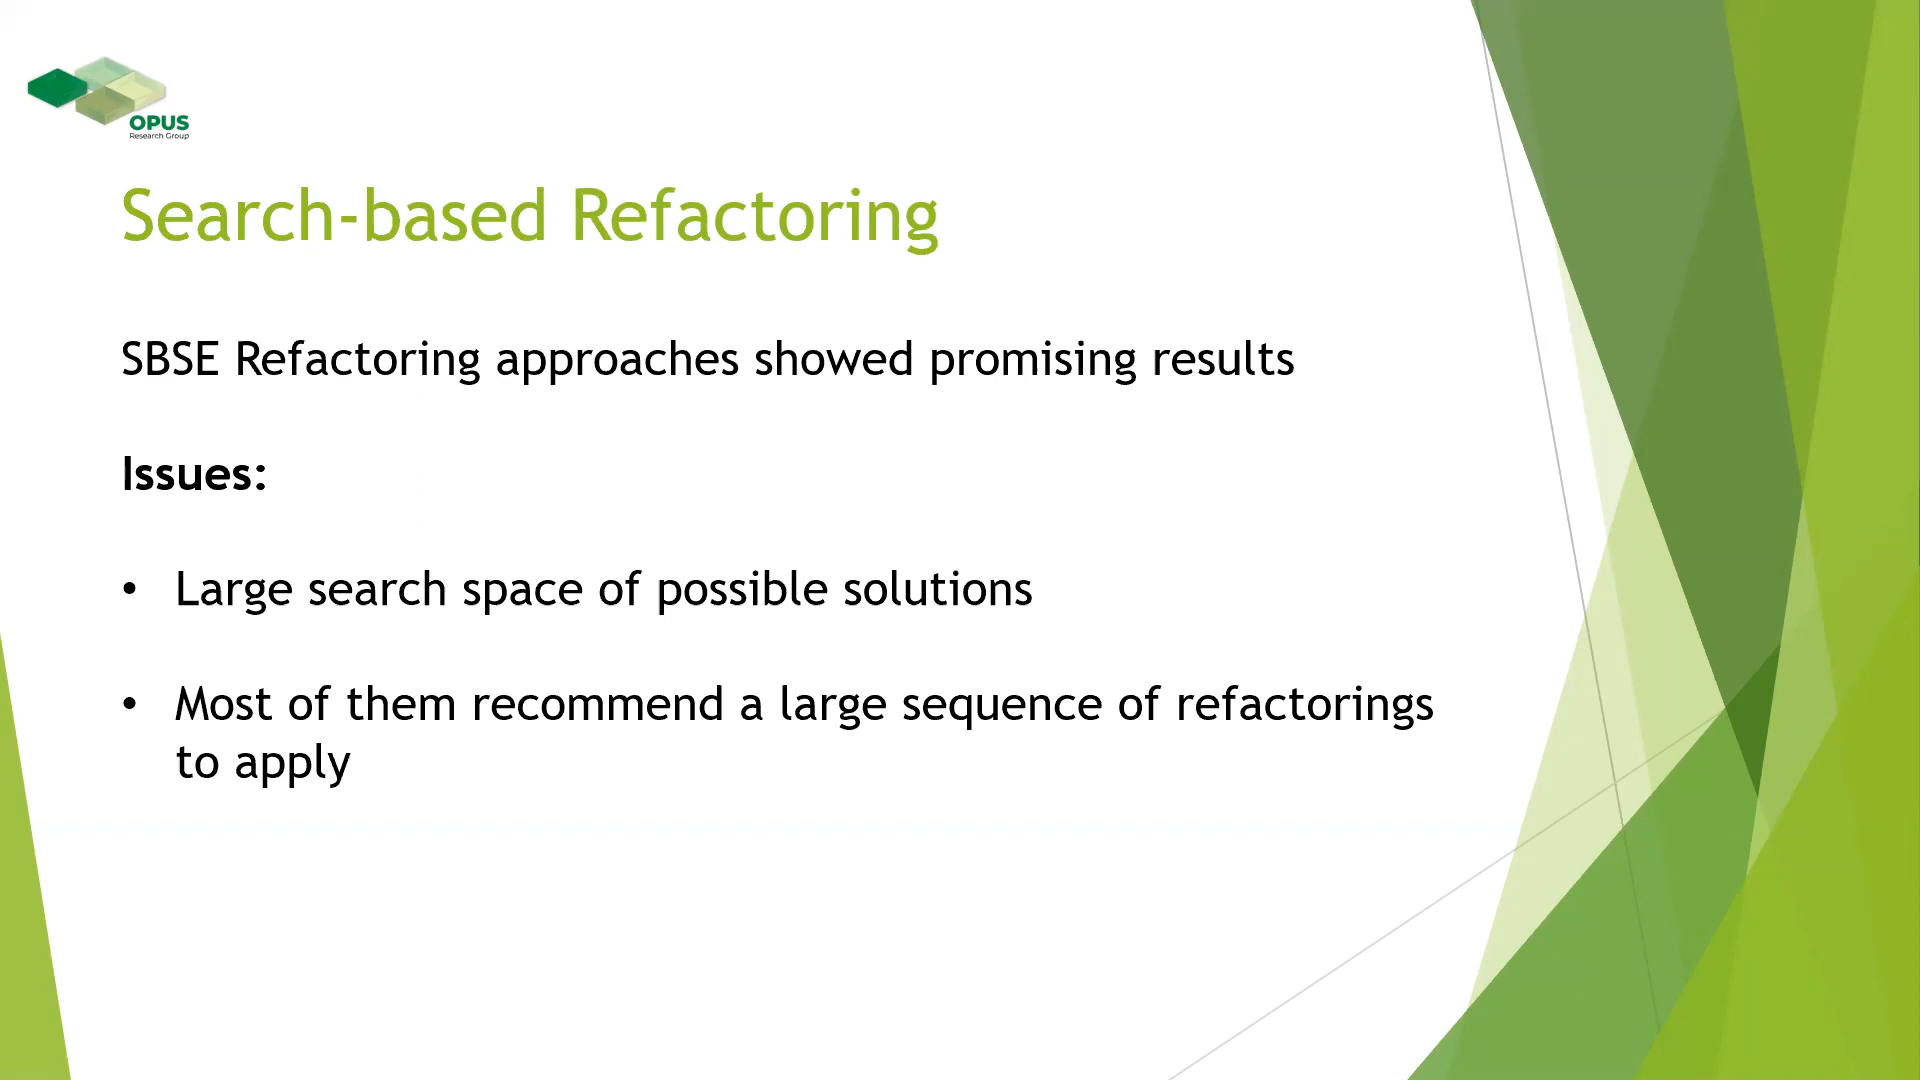 OPUS
Research Group
Search-based Refactoring
SBSE Refactoring approaches showed promising results
Issues:
• Large search space of possible solutions
• Most of them recommend a large sequence of refactorings
to apply